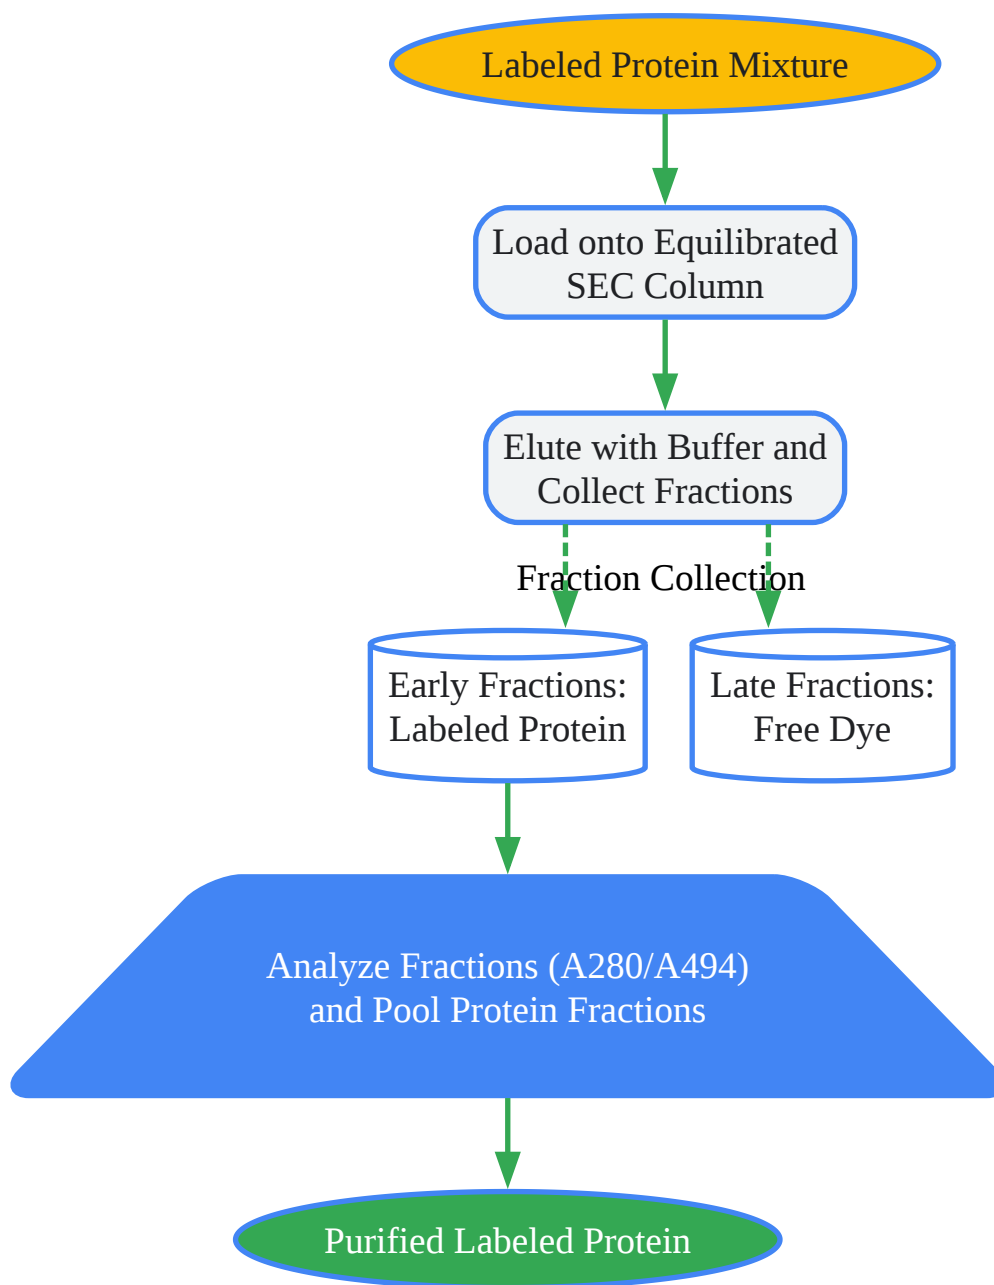 Labeled Protein Mixture
Load onto Equilibrated
SEC Column
Elute with Buffer and
Collect Fractions
Fraction Collection
Early Fractions:
Labeled Protein
Late Fractions:
Free Dye
Analyze Fractions (A280/A494)
and Pool Protein Fractions
Purified Labeled Protein